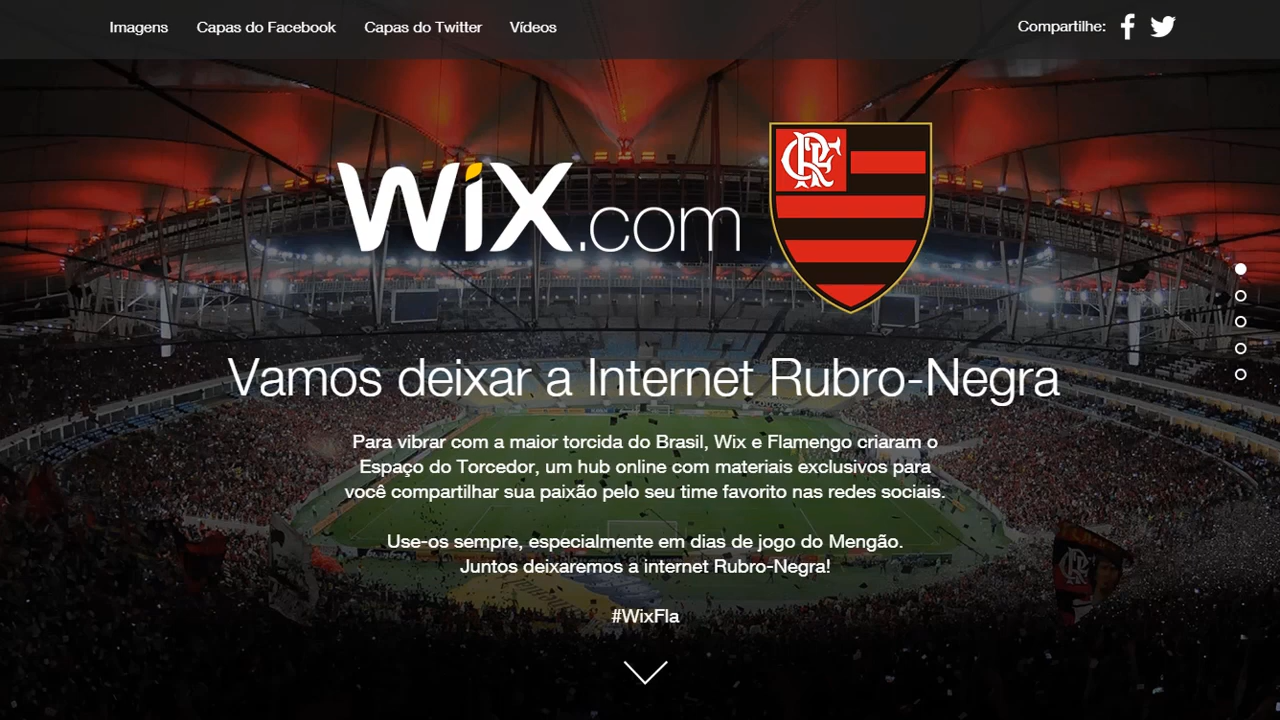 Imagens Capas do Facebook Capas do Twitter Vídeos Compartilhe:
WiX.com
CRF
Vamos deixar a Internet Rubro-Negra
Para vibrar com a maior torcida do Brasil, Wix e Flamengo criaram o
Espaço do Torcedor, um hub online com materiais exclusivos para
você compartilhar sua paixão pelo seu time favorito nas redes sociais.
Use-os sempre, especialmente em dias de jogo do Mengão.
Juntos deixaremos a internet Rubro-Negra!
#WixFla